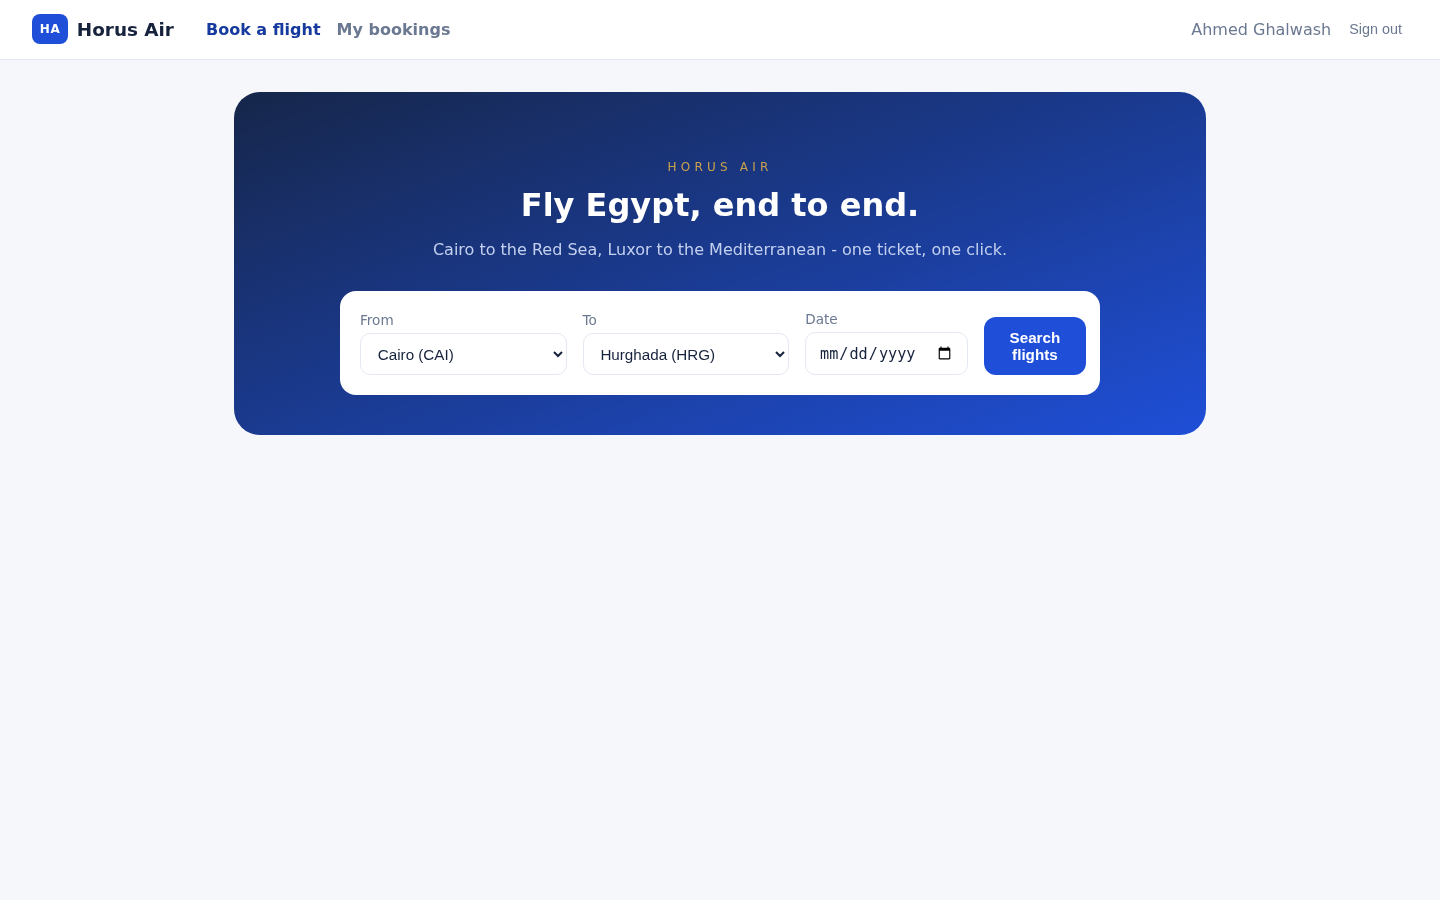 HA Horus Air Book a flight My bookings Ahmed Ghalwash Sign out
HORUS AIR
Fly Egypt, end to end.
Cairo to the Red Sea, Luxor to the Mediterranean - one ticket, one click.
From To Date
Cairo (CAI) Hurghada (HRG) mm/dd/yyyy
Search
flights